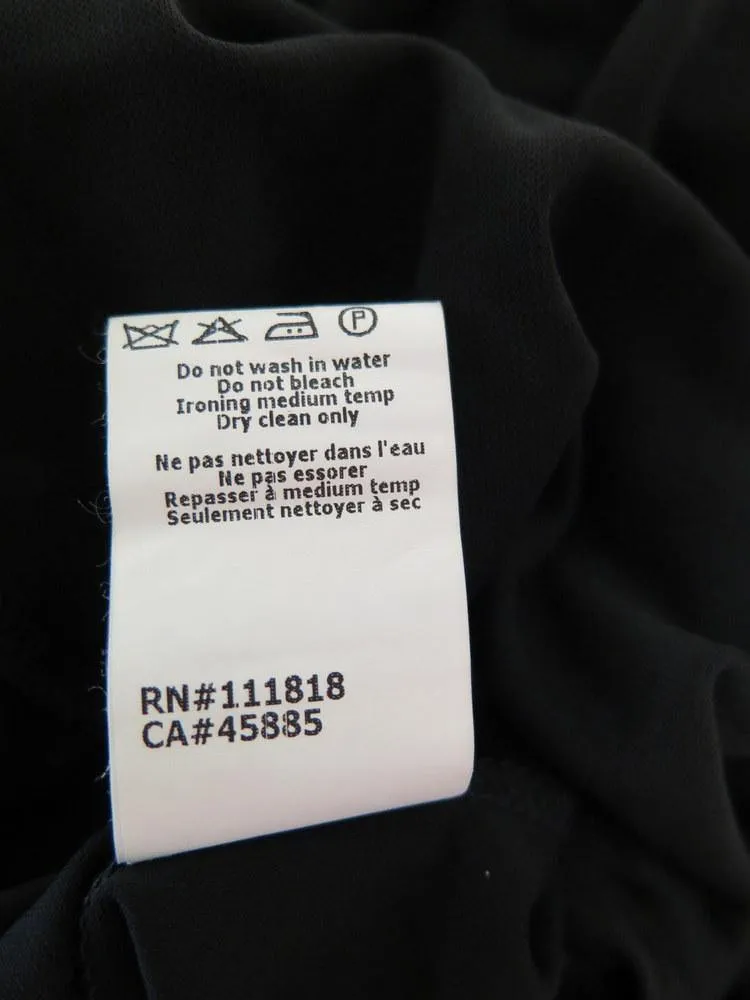 P
Do not wash in water
Do not bleach
Ironing medium temp
Dry clean only
Ne pas nettoyer dans l'eau
Ne pas essorer
Repasser à medium temp
Seulement nettoyer à sec
RN#111818
CA#45885